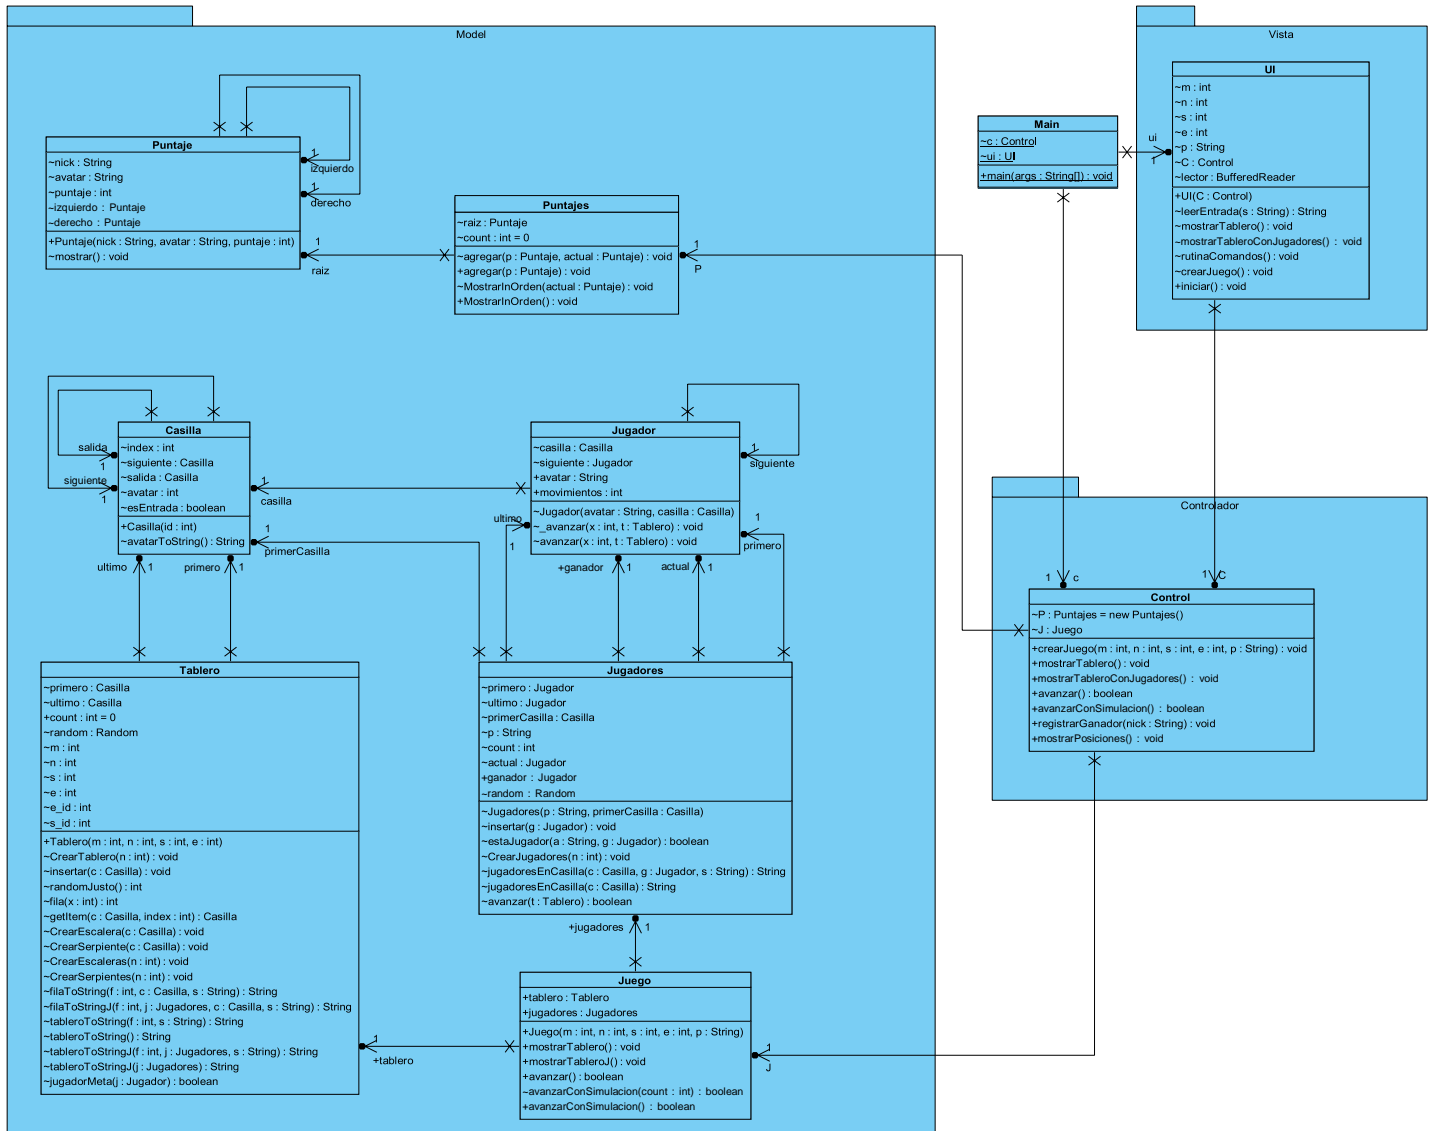 Model
Puntaje
~nick : String
~avatar : String
~puntaje : int
~izquierdo : Puntaje
~derecho : Puntaje
+Puntaje(nick : String, avatar : String, puntaje : int)
~mostrar() : void
1
izquierdo
1
derecho
1
raiz
Puntajes
~raiz : Puntaje
~count : int = 0
~agregar(p : Puntaje, actual : Puntaje) : void
+agregar(p : Puntaje) : void
~MostrarInOrden(actual : Puntaje) : void
+MostrarInOrden() : void
1
P
Casilla
~index : int
~siguiente : Casilla
~salida : Casilla
~avatar : int
~esEntrada : boolean
+Casilla(id : int)
~avatarToString() : String
salida
1
siguiente
1
1
casilla
1
primerCasilla
ultimo
1
primero
1
Jugador
~casilla : Casilla
~siguiente : Jugador
+avatar : String
+movimientos : int
~Jugador(avatar : String, casilla : Casilla)
~_avanzar(x : int, t : Tablero) : void
~avanzar(x : int, t : Tablero) : void
1
siguiente
ultimo
1
1
primero
+ganador
1
actual
1
Tablero
~primero : Casilla
~ultimo : Casilla
+count : int = 0
~random : Random
~m : int
~n : int
~s : int
~e : int
~e_id : int
~s_id : int
+Tablero(m : int, n : int, s : int, e : int)
~CrearTablero(n : int) : void
~insertar(c : Casilla) : void
~randomJusto() : int
~fila(x : int) : int
~getItem(c : Casilla, index : int) : Casilla
~CrearEscalera(c : Casilla) : void
~CrearSerpiente(c : Casilla) : void
~CrearEscaleras(n : int) : void
~CrearSerpientes(n : int) : void
~filaToString(f : int, c : Casilla, s : String) : String
~filaToStringJ(f : int, j : Jugadores, c : Casilla, s : String) : String
~tableroToString(f : int, s : String) : String
~tableroToString() : String
~tableroToStringJ(f : int, j : Jugadores, s : String) : String
~tableroToStringJ(j : Jugadores) : String
~jugadorMeta(j : Jugador) : boolean
1
+tablero
Jugadores
~primero : Jugador
~ultimo : Jugador
~primerCasilla : Casilla
~p : String
~count : int
~actual : Jugador
+ganador : Jugador
~random : Random
~Jugadores(p : String, primerCasilla : Casilla)
~insertar(g : Jugador) : void
~estaJugador(a : String, g : Jugador) : boolean
~CrearJugadores(n : int) : void
~jugadoresEnCasilla(c : Casilla, g : Jugador, s : String) : String
~jugadoresEnCasilla(c : Casilla) : String
~avanzar(t : Tablero) : boolean
+jugadores
1
Juego
+tablero : Tablero
+jugadores : Jugadores
+Juego(m : int, n : int, s : int, e : int, p : String)
+mostrarTablero() : void
+mostrarTableroJ() : void
+avanzar() : boolean
~avanzarConSimulacion(count : int) : boolean
+avanzarConSimulacion() : boolean
1
J
Main
~c : Control
~ui : UI
+main(args : String[]) : void
ui
1
Vista
UI
~m : int
~n : int
~s : int
~e : int
~p : String
~C : Control
~lector : BufferedReader
+UI(C : Control)
~leerEntrada(s : String) : String
~mostrarTablero() : void
~mostrarTableroConJugadores() : void
~rutinaComandos() : void
~crearJuego() : void
+iniciar() : void
Controlador
1
c
1
C
Control
~P : Puntajes = new Puntajes()
~J : Juego
+crearJuego(m : int, n : int, s : int, e : int, p : String) : void
+mostrarTablero() : void
+mostrarTableroConJugadores() : void
+avanzar() : boolean
+avanzarConSimulacion() : boolean
+registrarGanador(nick : String) : void
+mostrarPosiciones() : void